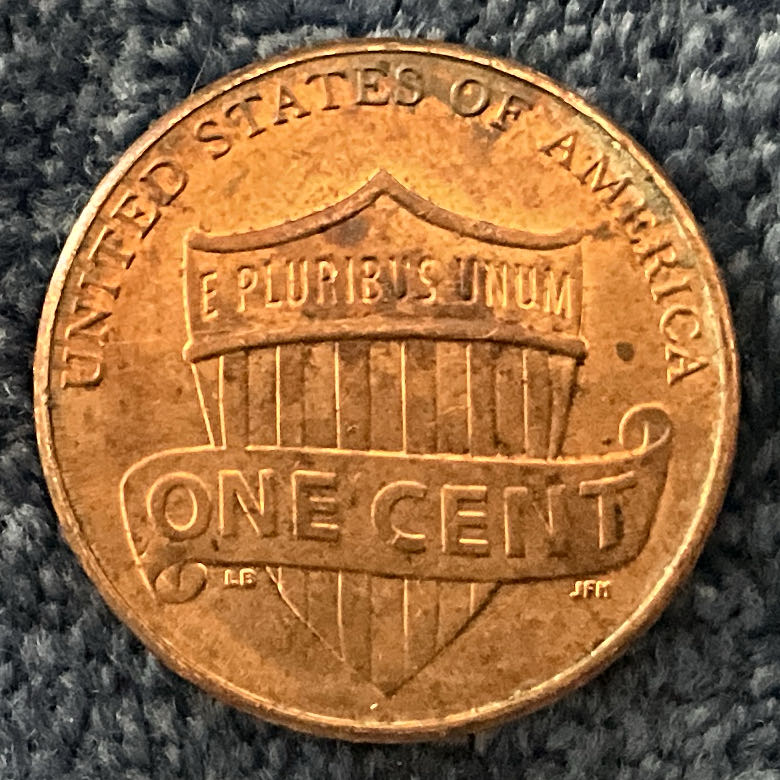 UNITED STATES OF AMERICA
E PLURIBUS UNUM
ONE CENT
LB
JFM